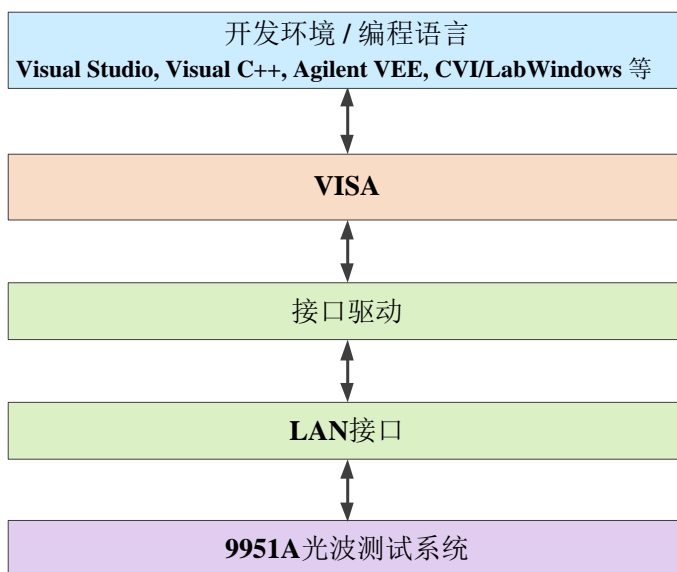 开发环境 / 编程语言
Visual Studio, Visual C++, Agilent VEE, CVI/LabWindows 等
VISA
接口驱动
LAN接口
9951A光波测试系统